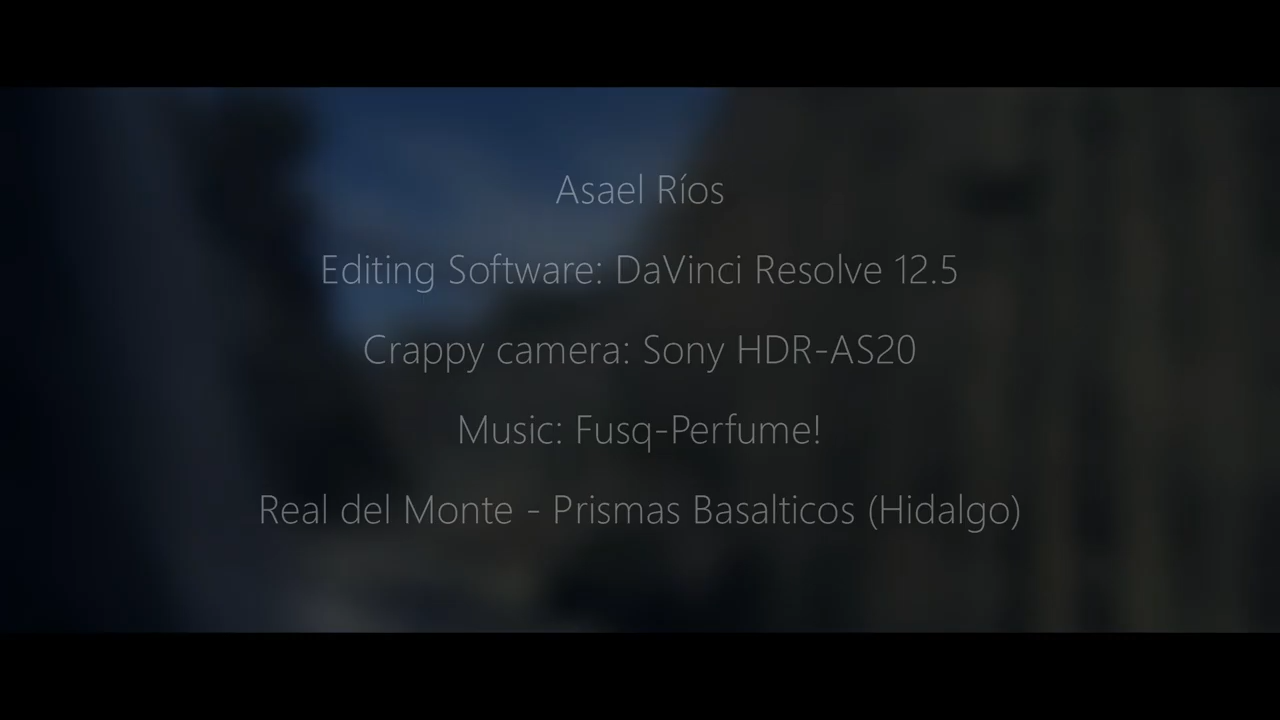 Asael Ríos
Editing Software: DaVinci Resolve 12.5
Crappy camera: Sony HDR-AS20
Music: Fusq-Perfume!
Real del Monte - Prismas Basalticos (Hidalgo)